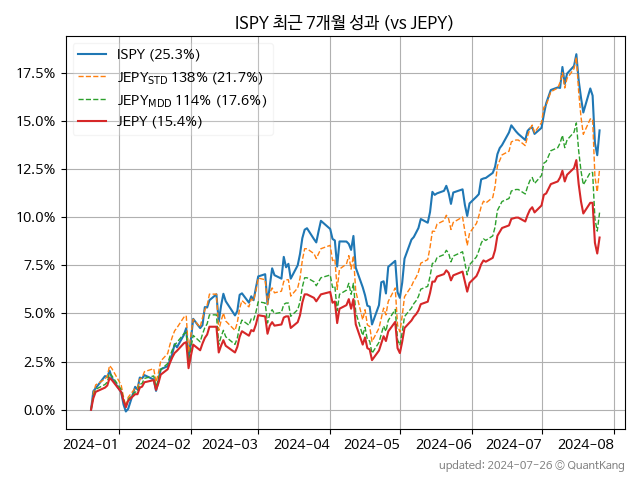 ISPY 최근 7개월 성과 (vs JEPY)
ISPY (25.3%)
JEPYSTD 138% (21.7%)
JEPYMDD 114% (17.6%)
JEPY (15.4%)
17.5%
15.0%
12.5%
10.0%
7.5%
5.0%
2.5%
0.0%
2024-01 2024-02 2024-03 2024-04 2024-05 2024-06 2024-07 2024-08
updated: 2024-07-26 © QuantKang